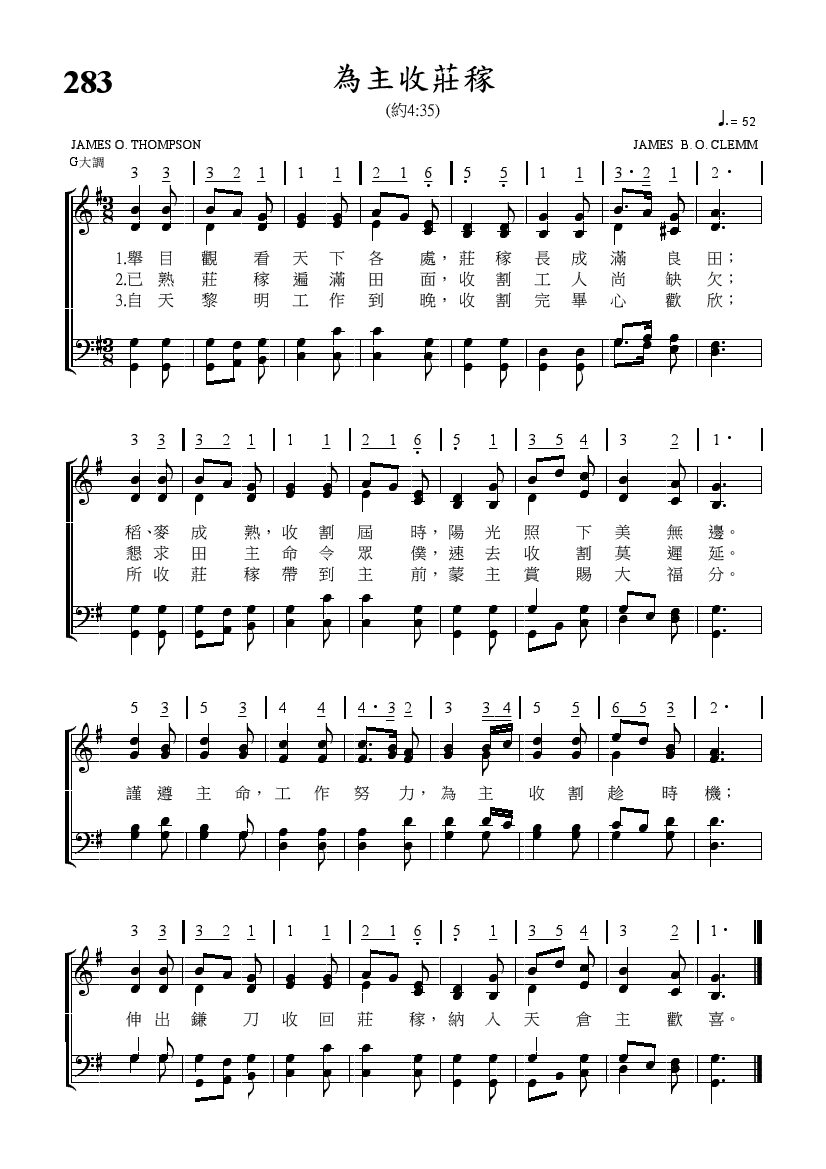 283
為主收莊稼
(約4:35)
♩.= 52
JAMES O. THOMPSON
JAMES B. O. CLEMM
G大調
3 3 | 3 2 1 | 1 1 | 2 1 6 | 5 5 | 1 1 | 3· 2 1 | 2·
1.舉目觀看天下各處,莊稼長成滿良田;
2.已熟莊稼遍滿田面,收割工人尚缺欠;
3.自天黎明工作到晚,收割完畢心歡欣;
3 3 | 3 2 1 | 1 1 | 2 1 6 | 5 1 | 3 5 4 | 3 2 | 1·
稻、麥成熟,收割屆時,陽光照下美無邊。
懇求田主命令眾僕,速去收割莫遲延。
所收莊稼帶到主前,蒙主賞賜大福分。
5 3 | 5 3 | 4 4 | 4· 3 2 | 3 3 4 | 5 5 | 6 5 3 | 2·
謹遵主命,工作努力,為主收割趁時機;
3 3 | 3 2 1 | 1 1 | 2 1 6 | 5 1 | 3 5 4 | 3 2 | 1·
伸出鎌刀收回莊稼,納入天倉主歡喜。